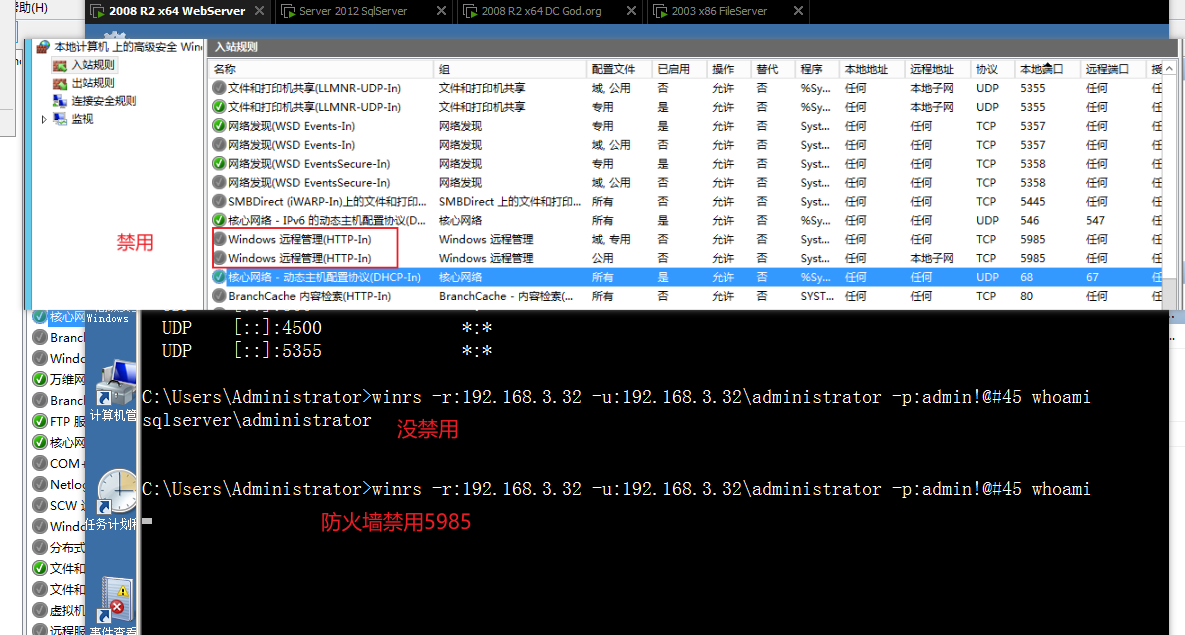 助(H)
2008 R2 x64 WebServer
Server 2012 SqlServer
2008 R2 x64 DC God.org
2003 x86 FileServer
本地计算机 上的高级安全 Win
入站规则
出站规则
连接安全规则
监视
禁用
入站规则
名称 组 配置文件 已启用 操作 替代 程序 本地地址 远程地址 协议 本地端口 远程端口 授
文件和打印机共享(LLMNR-UDP-In) 文件和打印机共享 域, 公用 否 允许 否 %Sy... 任何 本地子网 UDP 5355 任何 任
文件和打印机共享(LLMNR-UDP-In) 文件和打印机共享 专用 是 允许 否 %Sy... 任何 本地子网 UDP 5355 任何 任
网络发现(WSD Events-In) 网络发现 专用 是 允许 否 Syst... 任何 任何 TCP 5357 任何 任
网络发现(WSD Events-In) 网络发现 域, 公用 否 允许 否 Syst... 任何 任何 TCP 5357 任何 任
网络发现(WSD EventsSecure-In) 网络发现 专用 是 允许 否 Syst... 任何 任何 TCP 5358 任何 任
网络发现(WSD EventsSecure-In) 网络发现 域, 公用 否 允许 否 Syst... 任何 任何 TCP 5358 任何 任
SMBDirect (iWARP-In)上的文件和打印... SMBDirect 上的文件和打印... 所有 否 允许 否 Syst... 任何 任何 TCP 5445 任何 任
核心网络 - IPv6 的动态主机配置协议(D... 核心网络 所有 是 允许 否 %Sy... 任何 任何 UDP 546 547 任
Windows 远程管理(HTTP-In) Windows 远程管理 域, 专用 否 允许 否 Syst... 任何 任何 TCP 5985 任何 任
Windows 远程管理(HTTP-In) Windows 远程管理 公用 否 允许 否 Syst... 任何 本地子网 TCP 5985 任何 任
核心网络 - 动态主机配置协议(DHCP-In) 核心网络 所有 是 允许 否 %Sy... 任何 任何 UDP 68 67 任
BranchCache 内容检索(HTTP-In) BranchCache - 内容检索(... 所有 否 允许 否 SYST... 任何 任何 TCP 80 任何 任
核心网
Branch
Windo
万维网
Branc
FTP 服
核心网
COM+
Netlog
SCW
Windo
分布式
文件和
文件和
虚拟机
远程服
Windows
计算机管
任务计划程
事件查看
UDP [::]:4500 *:*
UDP [::]:5355 *:*
C:\Users\Administrator>winrs -r:192.168.3.32 -u:192.168.3.32\administrator -p:admin!@#45 whoami
sqlserver\administrator
没禁用
C:\Users\Administrator>winrs -r:192.168.3.32 -u:192.168.3.32\administrator -p:admin!@#45 whoami
防火墙禁用5985